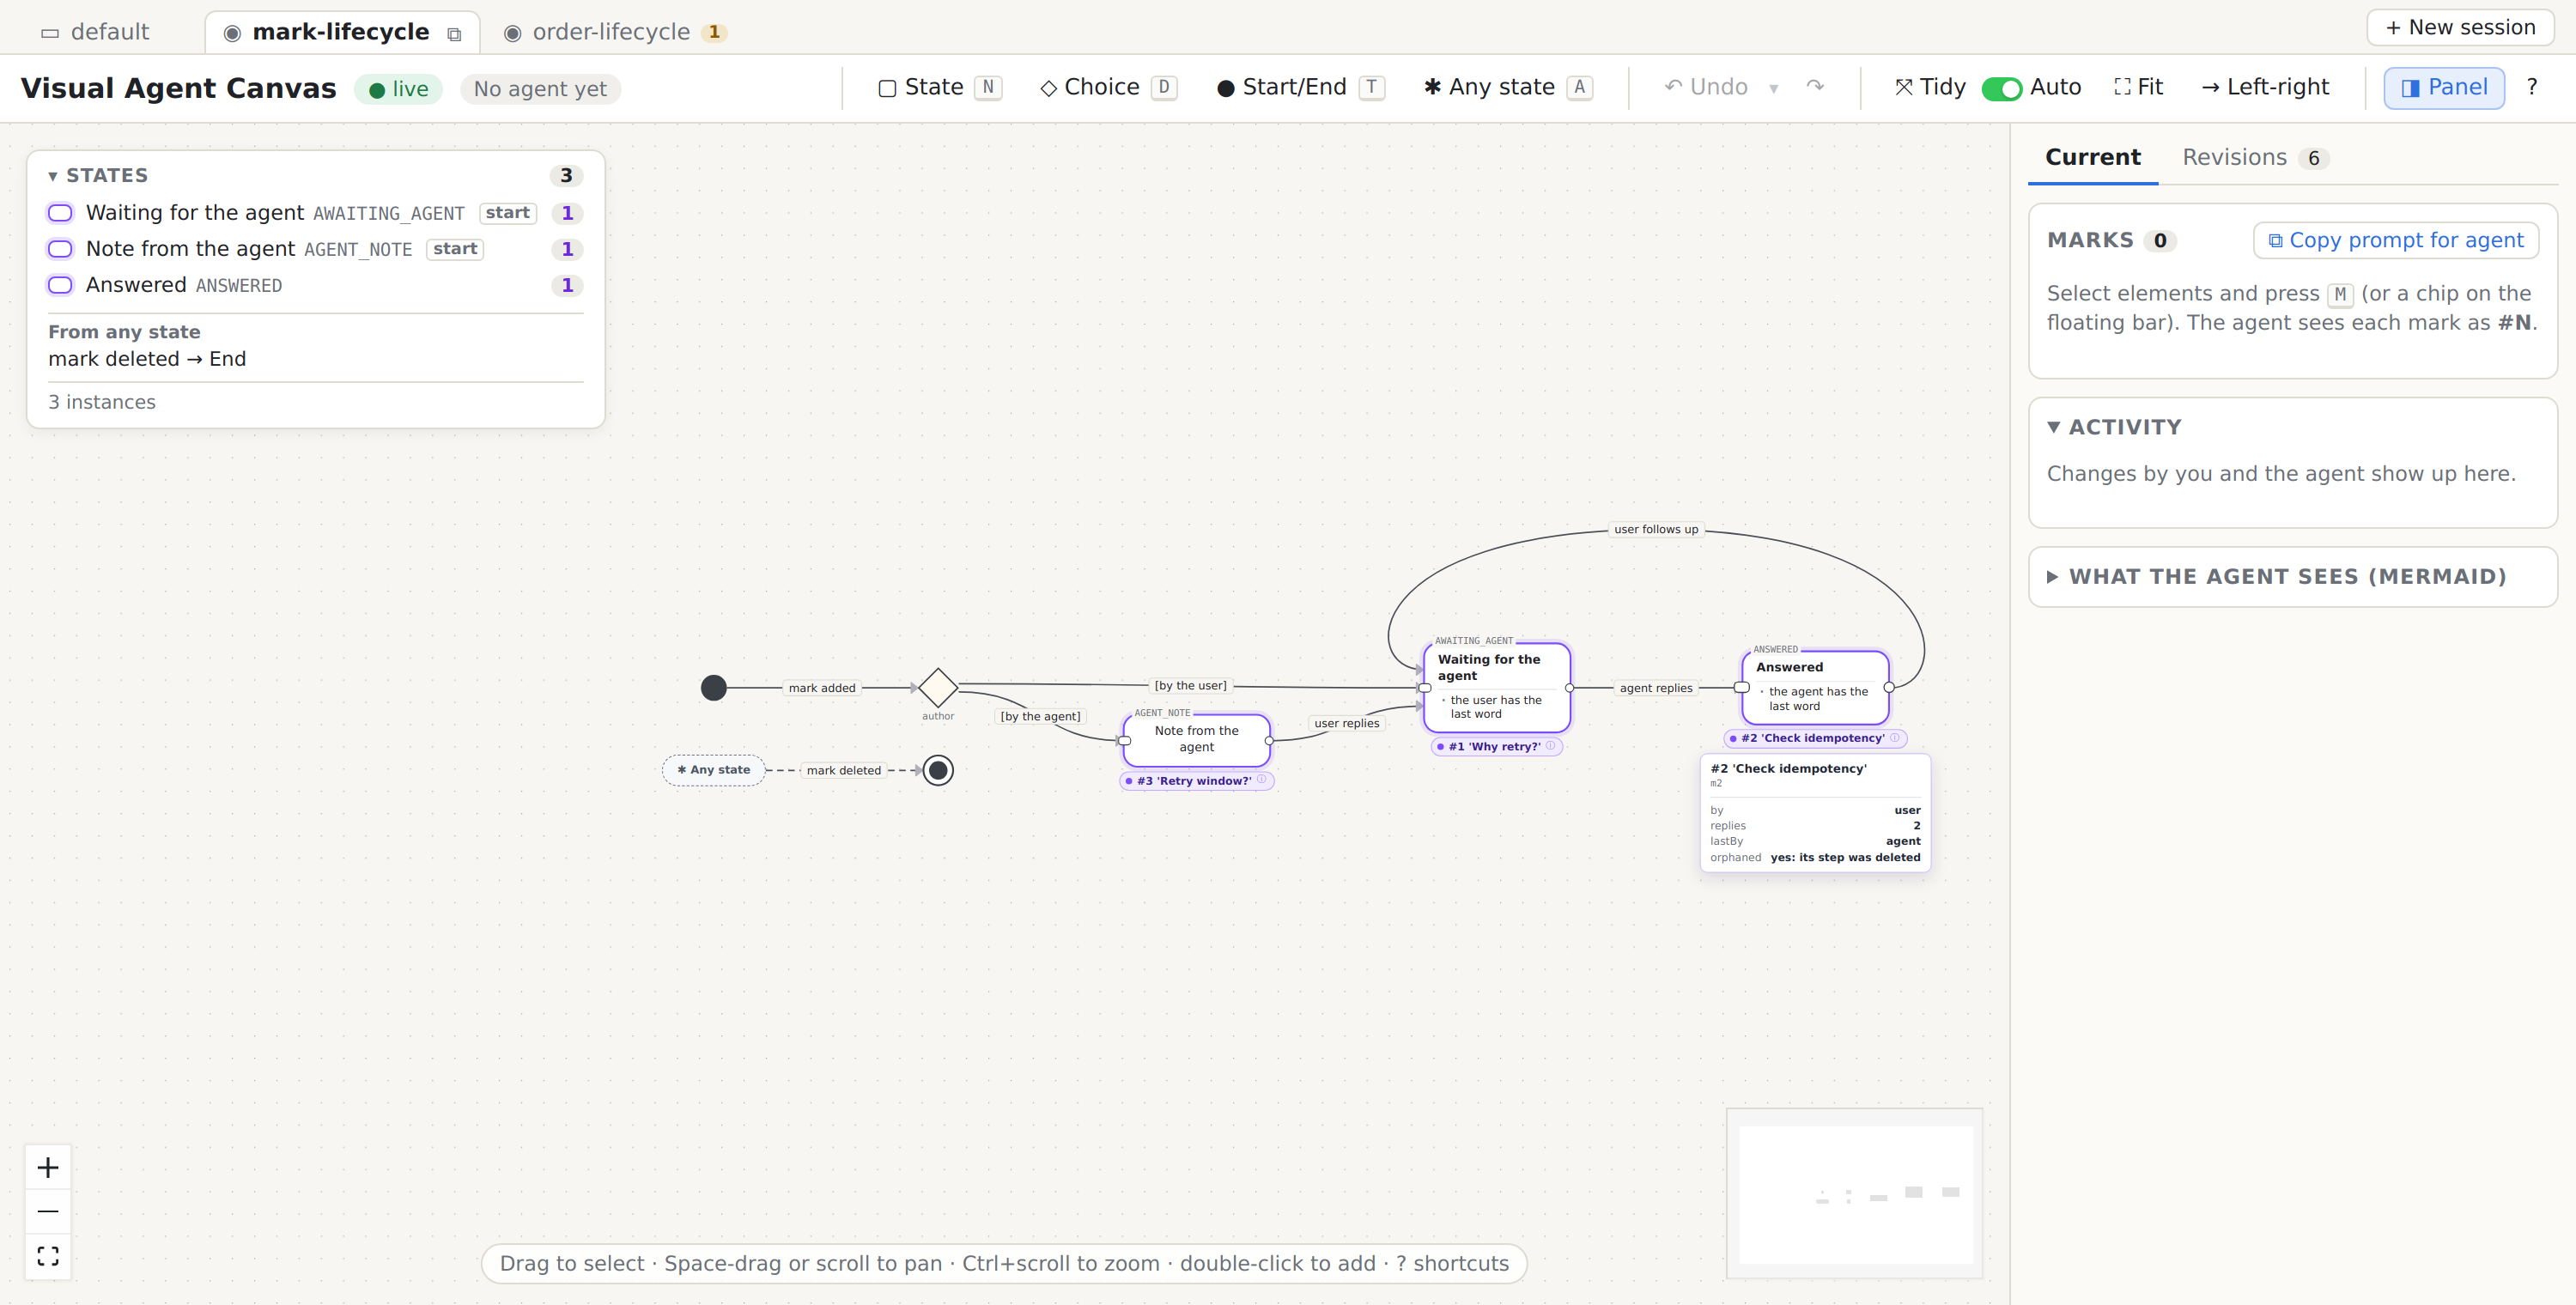 default
mark-lifecycle
order-lifecycle 1
+ New session
Visual Agent Canvas
live
No agent yet
State N
Choice D
Start/End T
Any state A
Undo
Tidy
Auto
Fit
→ Left-right
Panel
?
STATES 3
Waiting for the agent AWAITING_AGENT start 1
Note from the agent AGENT_NOTE start 1
Answered ANSWERED 1
From any state
mark deleted → End
3 instances
Current
Revisions 6
MARKS 0
Copy prompt for agent
Select elements and press M (or a chip on the
floating bar). The agent sees each mark as #N.
ACTIVITY
Changes by you and the agent show up here.
WHAT THE AGENT SEES (MERMAID)
user follows up
mark added
author
[by the user]
[by the agent]
AGENT_NOTE
Note from the
agent
#3 'Retry window?'
user replies
AWAITING_AGENT
Waiting for the
agent
· the user has the
last word
#1 'Why retry?'
agent replies
ANSWERED
Answered
· the agent has the
last word
#2 'Check idempotency'
✱ Any state
mark deleted
#2 'Check idempotency'
m2
by user
replies 2
lastBy agent
orphaned yes: its step was deleted
Drag to select · Space-drag or scroll to pan · Ctrl+scroll to zoom · double-click to add · ? shortcuts